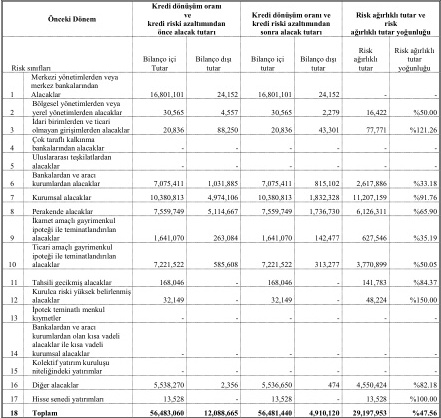 Önceki Dönem
Kredi dönüşüm oranı
ve
kredi riski azaltımından
önce alacak tutarı
Kredi dönüşüm oranı ve
kredi riski azaltımından
sonra alacak tutarı
Risk ağırlıklı tutar ve
risk
ağırlıklı tutar yoğunluğu
Risk sınıfları
Bilanço içi
Tutar
Bilanço dışı
tutar
Bilanço içi
tutar
Bilanço dışı
tutar
Risk
ağırlıklı
tutar
Risk ağırlıklı
tutar
yoğunluğu
Merkezi yönetimlerden veya
merkez bankalarından
1 Alacaklar 16,801,101 24,152 16,801,101 24,152 - -
Bölgesel yönetimlerden veya
2 yerel yönetimlerden alacaklar 30,565 4,557 30,565 2,279 16,422 %50.00
İdari birimlerden ve ticari
3 olmayan girişimlerden alacaklar 20,836 88,250 20,836 43,301 77,771 %121.26
Çok taraflı kalkınma
4 bankalarından alacaklar - - - - - -
Uluslararası teşkilatlardan
5 alacaklar - - - - - -
Bankalardan ve aracı
6 kurumlardan alacaklar 7,075,411 1,031,885 7,075,411 815,102 2,617,886 %33.18
7 Kurumsal alacaklar 10,380,813 4,974,106 10,380,813 1,832,328 11,207,159 %91.76
8 Perakende alacaklar 7,559,749 5,114,667 7,559,749 1,736,730 6,126,311 %65.90
İkamet amaçlı gayrimenkul
ipoteği ile teminatlandırılan
9 alacaklar 1,641,070 263,084 1,641,070 142,477 627,546 %35.19
Ticari amaçlı gayrimenkul
ipoteği ile teminatlandırılan
10 alacaklar 7,221,522 585,608 7,221,522 313,277 3,770,899 %50.05
11 Tahsili gecikmiş alacaklar 168,046 - 168,046 - 141,783 %84.37
Kurulca riski yüksek belirlenmiş
12 alacaklar 32,149 - 32,149 - 48,224 %150.00
İpotek teminatlı menkul
13 kıymetler - - - - - -
Bankalardan ve aracı
kurumlardan olan kısa vadeli
alacaklar ile kısa vadeli
14 kurumsal alacaklar - - - - - -
Kolektif yatırım kuruluşu
15 niteliğindeki yatırımlar - - - - - -
16 Diğer alacaklar 5,538,270 2,356 5,536,650 474 4,550,424 %82.18
17 Hisse senedi yatırımları 13,528 - 13,528 - 13,528 %100.00
18 Toplam 56,483,060 12,088,665 56,481,440 4,910,120 29,197,953 %47.56